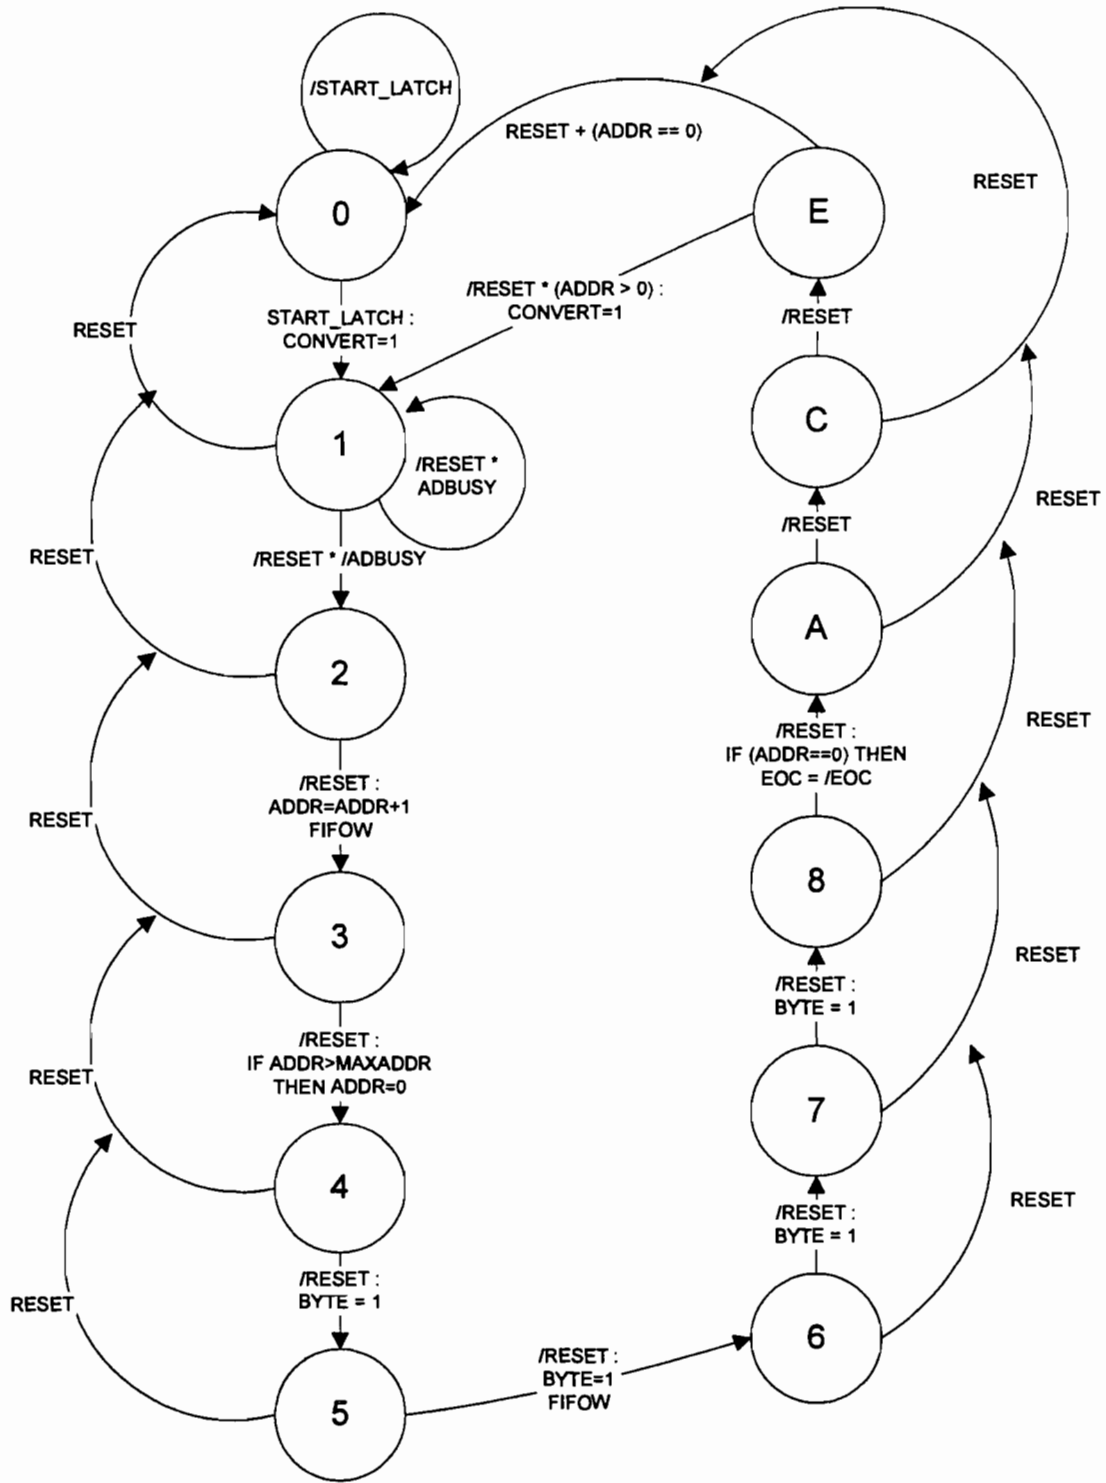 /START_LATCH
RESET + (ADDR == 0)
RESET
0
E
/RESET * (ADDR > 0) :
CONVERT=1
START_LATCH :
CONVERT=1
RESET
/RESET
1
C
/RESET *
ADBUSY
RESET
/RESET
/RESET * /ADBUSY
RESET
2
A
RESET
/RESET :
IF (ADDR==0) THEN
EOC = /EOC
/RESET :
ADDR=ADDR+1
FIFOW
RESET
3
8
RESET
/RESET :
BYTE = 1
/RESET :
IF ADDR>MAXADDR
THEN ADDR=0
RESET
4
7
RESET
/RESET :
BYTE = 1
/RESET :
BYTE = 1
RESET
5
6
/RESET :
BYTE=1
FIFOW